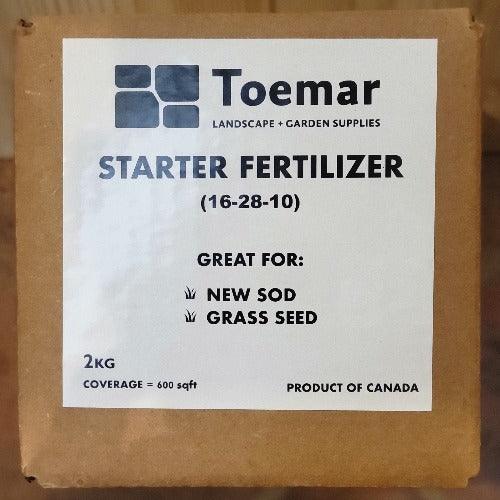 Toemar
LANDSCAPE + GARDEN SUPPLIES
STARTER FERTILIZER
(16-28-10)
GREAT FOR:
NEW SOD
GRASS SEED
2KG
COVERAGE = 600 sqft
PRODUCT OF CANADA